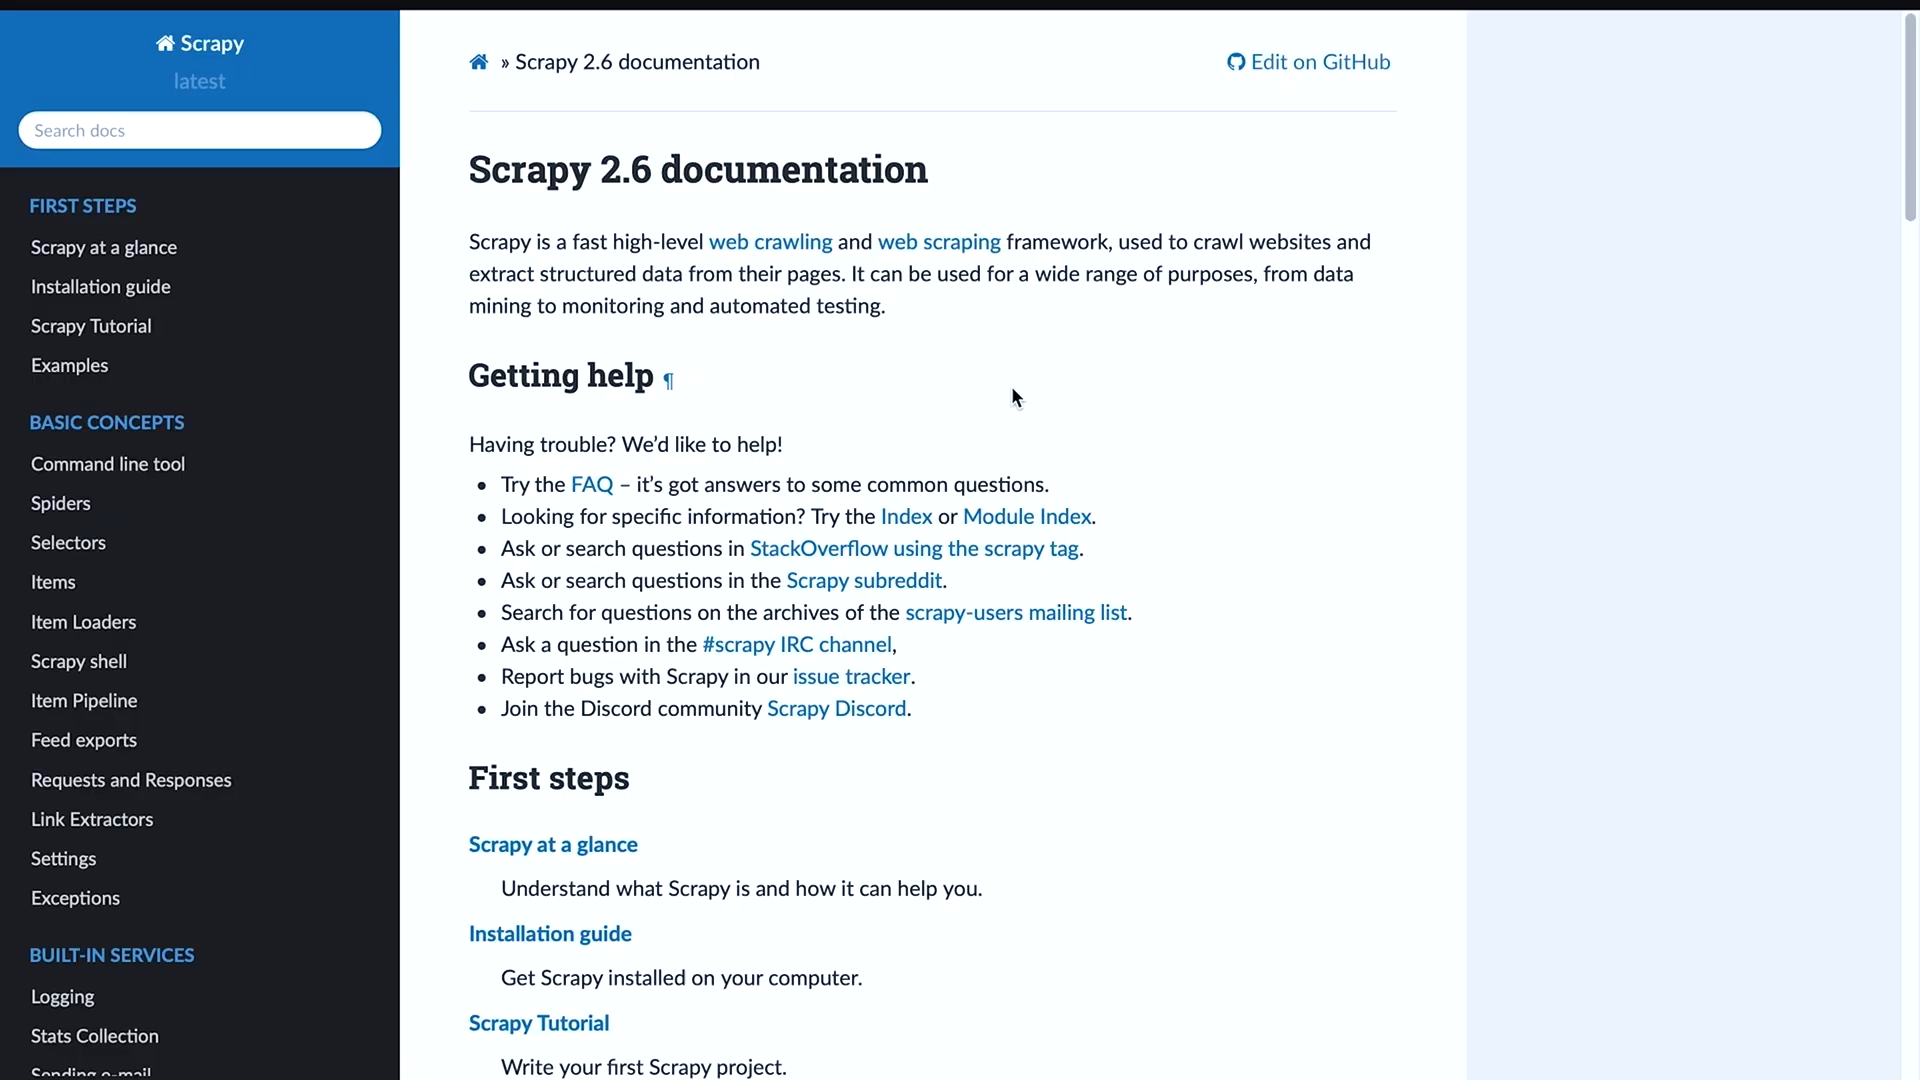 Scrapy
latest
Search docs
FIRST STEPS
Scrapy at a glance
Installation guide
Scrapy Tutorial
Examples
BASIC CONCEPTS
Command line tool
Spiders
Selectors
Items
Item Loaders
Scrapy shell
Item Pipeline
Feed exports
Requests and Responses
Link Extractors
Settings
Exceptions
BUILT-IN SERVICES
Logging
Stats Collection
Sending e-mail
» Scrapy 2.6 documentation
Edit on GitHub
Scrapy 2.6 documentation
Scrapy is a fast high-level web crawling and web scraping framework, used to crawl websites and
extract structured data from their pages. It can be used for a wide range of purposes, from data
mining to monitoring and automated testing.
Getting help ¶
Having trouble? We’d like to help!
• Try the FAQ – it’s got answers to some common questions.
• Looking for specific information? Try the Index or Module Index.
• Ask or search questions in StackOverflow using the scrapy tag.
• Ask or search questions in the Scrapy subreddit.
• Search for questions on the archives of the scrapy-users mailing list.
• Ask a question in the #scrapy IRC channel,
• Report bugs with Scrapy in our issue tracker.
• Join the Discord community Scrapy Discord.
First steps
Scrapy at a glance
Understand what Scrapy is and how it can help you.
Installation guide
Get Scrapy installed on your computer.
Scrapy Tutorial
Write your first Scrapy project.